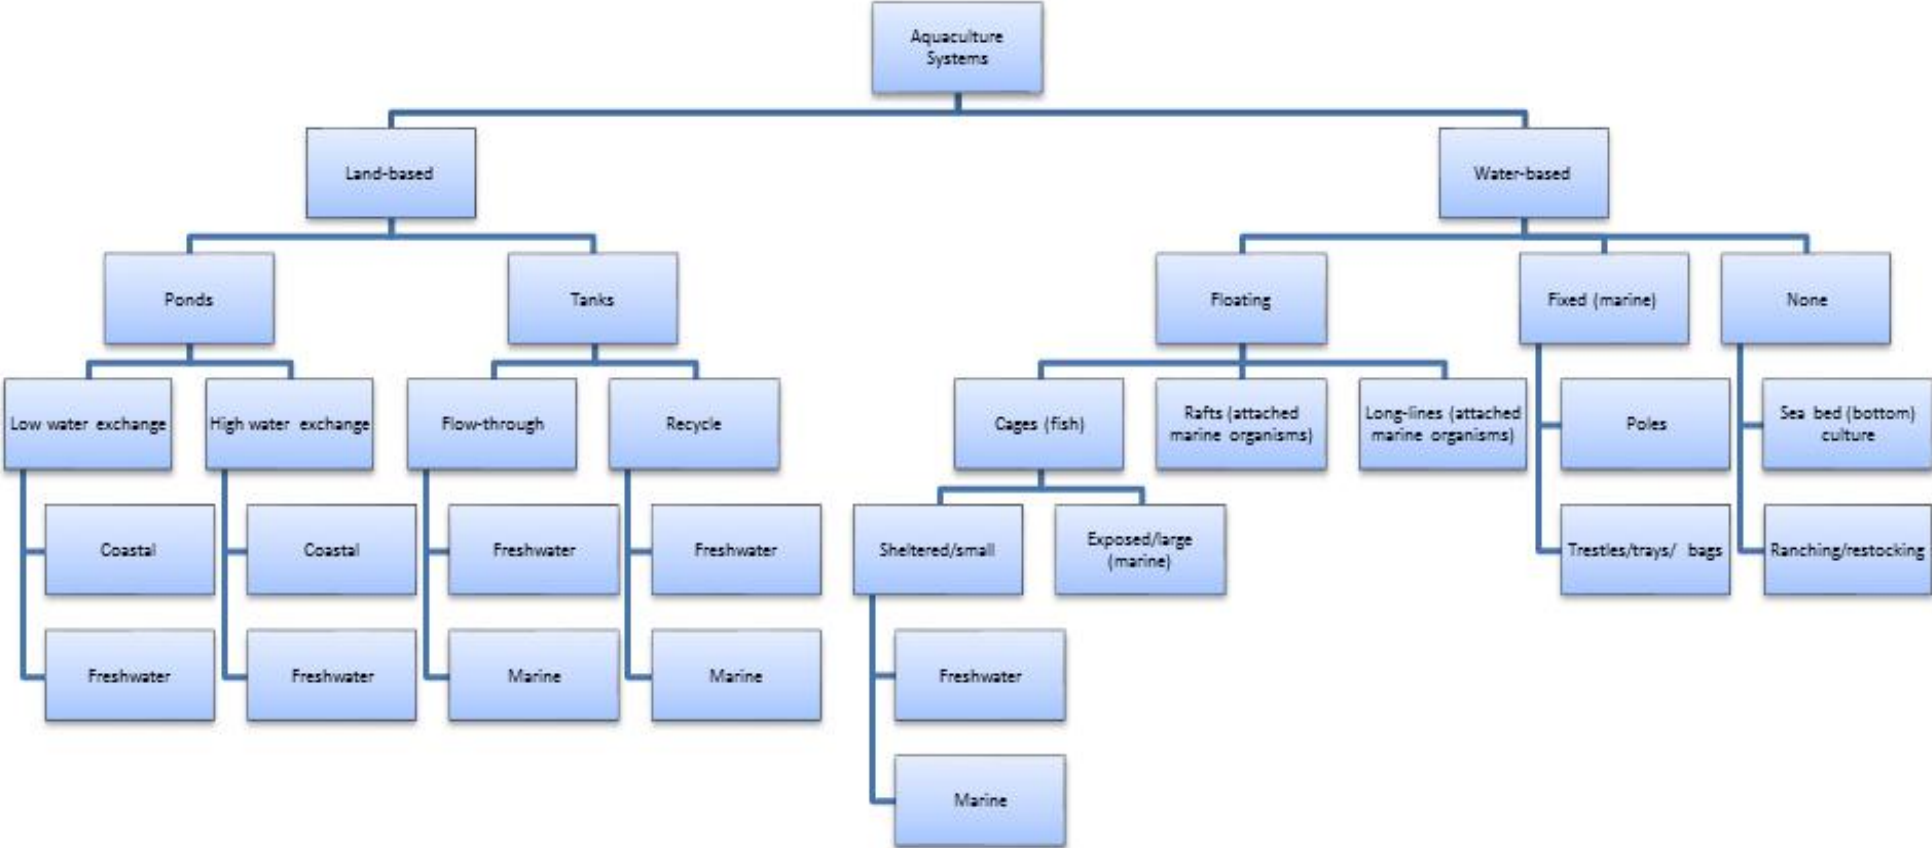 Aquaculture
Systems
Land-based
Water-based
Ponds
Tanks
Floating
Fixed (marine)
None
Low water exchange
High water exchange
Flow-through
Recycle
Cages (fish)
Rafts (attached
marine organisms)
Long-lines (attached
marine organisms)
Poles
Sea bed (bottom)
culture
Coastal
Coastal
Freshwater
Freshwater
Sheltered/small
Exposed/large
(marine)
Trestles/trays/ bags
Ranching/restocking
Freshwater
Freshwater
Marine
Marine
Freshwater
Marine